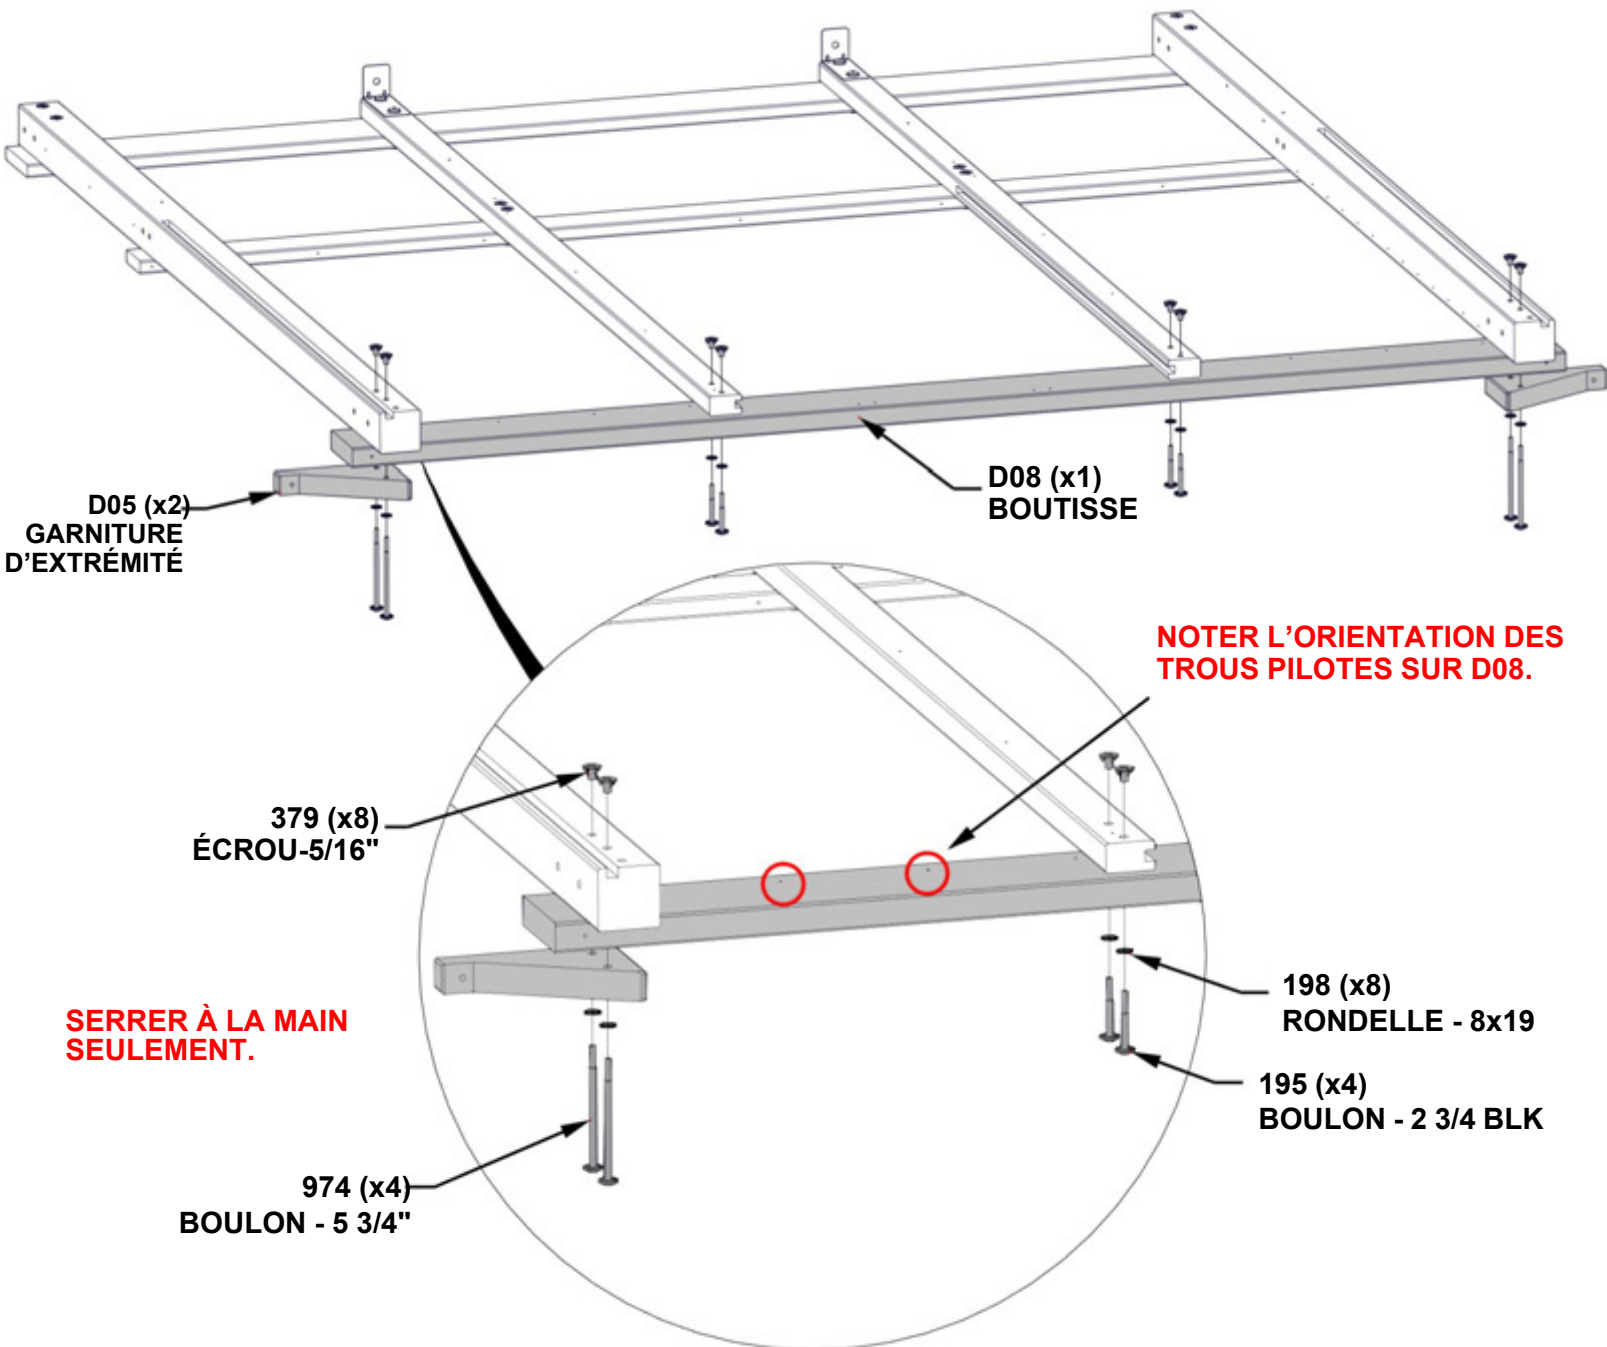 D05 (x2)
GARNITURE
D'EXTRÉMITÉ
D08 (x1)
BOUTISSE
NOTER L'ORIENTATION DES
TROUS PILOTES SUR D08.
379 (x8)
ÉCROU-5/16"
SERRER À LA MAIN
SEULEMENT.
198 (x8)
RONDELLE - 8x19
195 (x4)
BOULON - 2 3/4 BLK
974 (x4)
BOULON - 5 3/4"